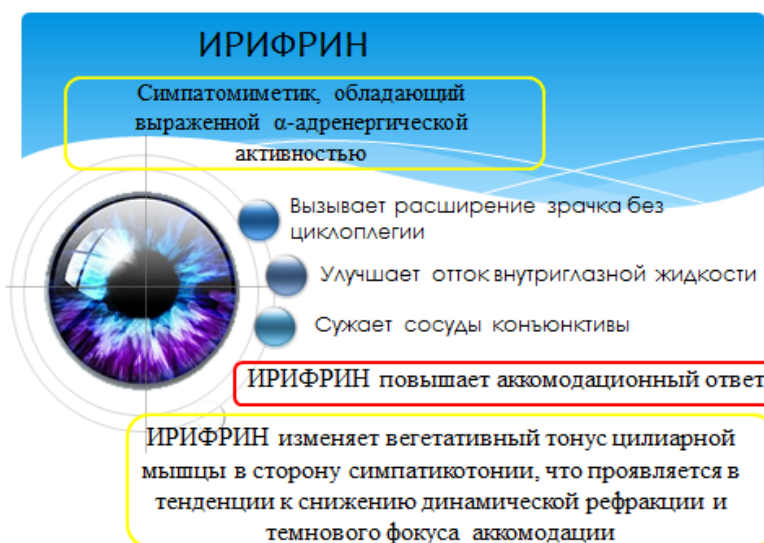 ИРИФРИН
Симпатомиметик, обладающий
выраженной α-адренергической
активностью
Вызывает расширение зрачка без
циклоплегии
Улучшает отток внутриглазной жидкости
Сужает сосуды конъюнктивы
ИРИФРИН повышает аккомодационный ответ
ИРИФРИН изменяет вегетативный тонус цилиарной
мышцы в сторону симпатикотонии, что проявляется в
тенденции к снижению динамической рефракции и
темнового фокуса аккомодации